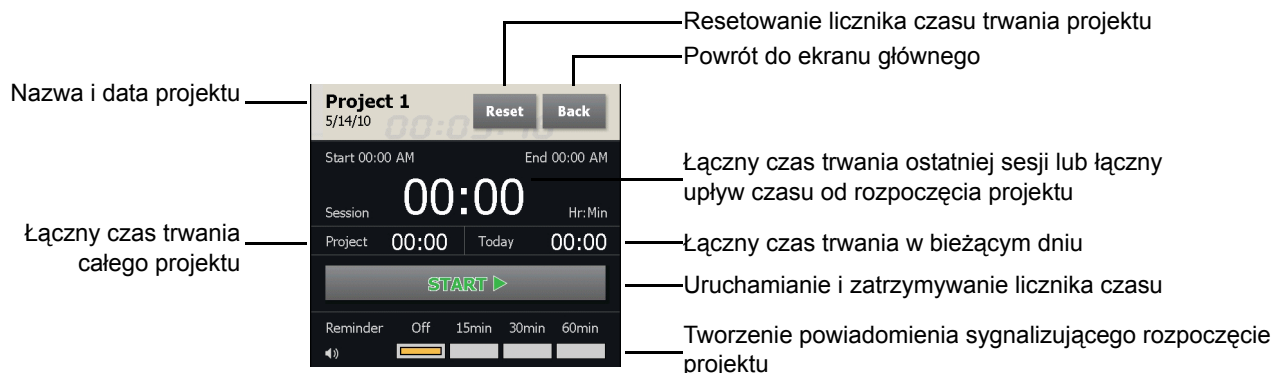 Resetowanie licznika czasu trwania projektu
Powrót do ekranu głównego
Nazwa i data projektu
Project 1
5/14/10
Reset
Back
Start 00:00 AM
End 00:00 AM
Łączny czas trwania ostatniej sesji lub łączny
upływ czasu od rozpoczęcia projektu
Session
00:00
Hr:Min
Łączny czas trwania
całego projektu
Project 00:00
Today 00:00
Łączny czas trwania w bieżącym dniu
START
Uruchamianie i zatrzymywanie licznika czasu
Reminder Off 15min 30min 60min
Tworzenie powiadomienia sygnalizującego rozpoczęcie
projektu